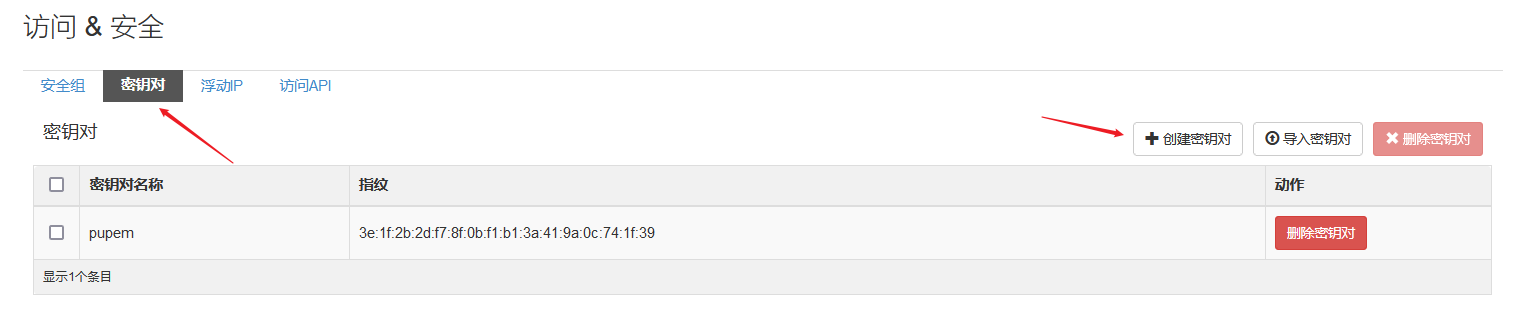 访问 & 安全
安全组 密钥对 浮动IP 访问API
密钥对
创建密钥对 导入密钥对 删除密钥对
密钥对名称 指纹 动作
pupem 3e:1f:2b:2d:f7:8f:0b:f1:b1:3a:41:9a:0c:74:1f:39 删除密钥对
显示1个条目